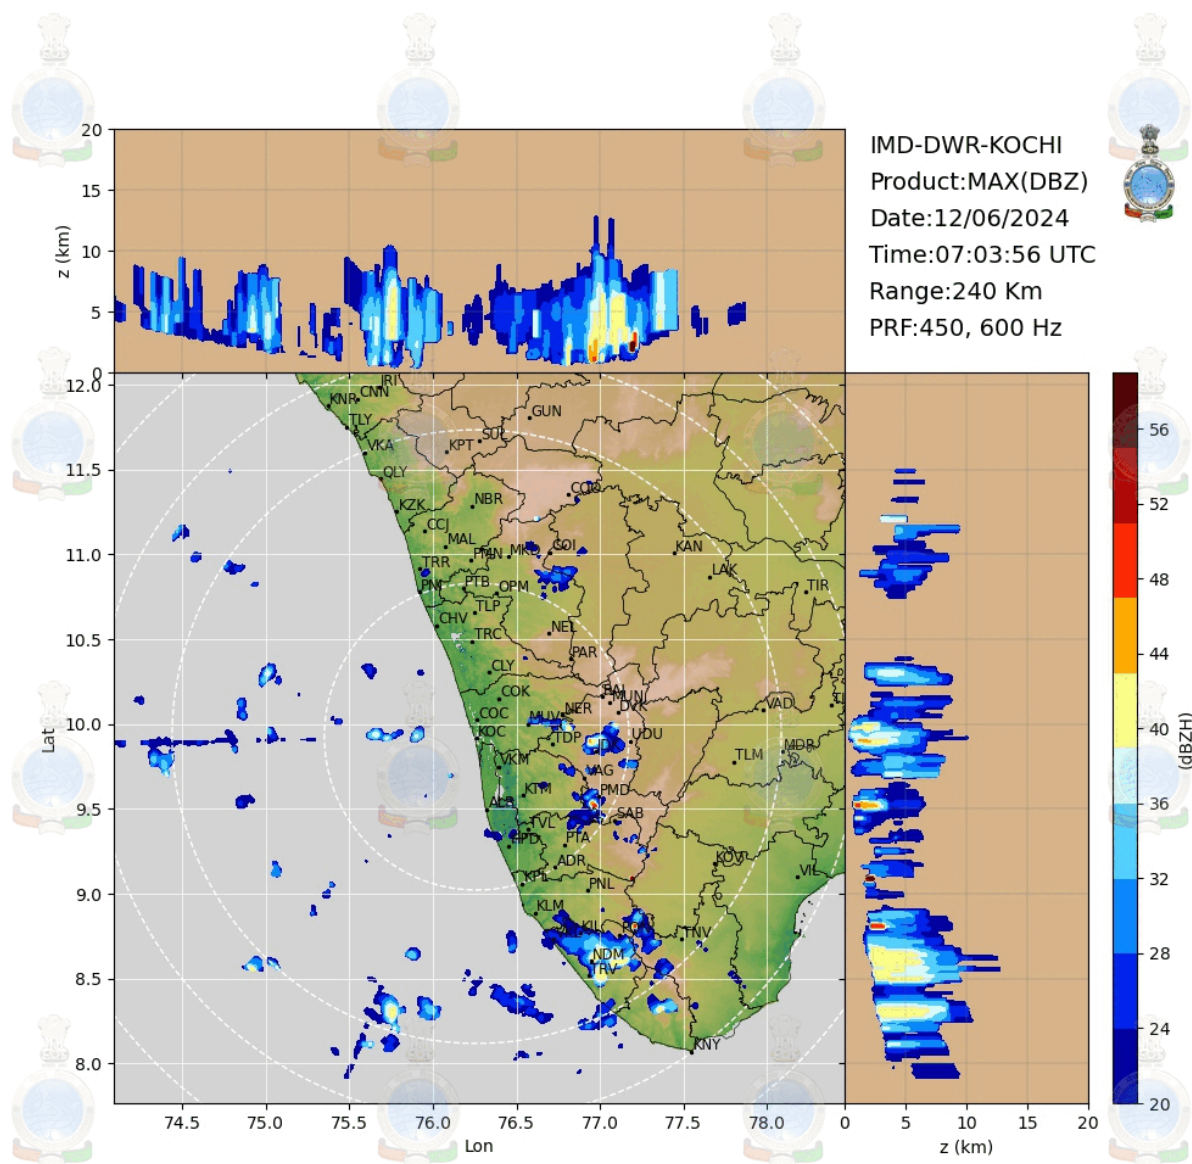 IMD-DWR-KOCHI
Product:MAX(DBZ)
Date:12/06/2024
Time:07:03:56 UTC
Range:240 Km
PRF:450, 600 Hz
20
15
10
5
0
z (km)
12.0
11.5
11.0
10.5
10.0
9.5
9.0
8.5
8.0
Lat
IRI
CNN
KNR
TLY
GUN
VKA
KPT
QLY
COO
NBR
KZK
CCJ
MAL
PMN
MKD
COI
KAN
TRR
LAK
PNI
PTB
OPM
TIR
TLP
CHV
TRC
NEL
PAR
CLY
COK
MUNI
DVK
VAD
COC
MUV
NER
KOC
TDP
UDU
MDR
VKM
TLM
VAG
KTM
PMD
ALP
SAB
TVL
PTA
ADR
KOV
KPL
PNL
VIL
KLM
KIL
TNV
NDM
TRV
KNY
74.5 75.0 75.5 76.0 76.5 77.0 77.5 78.0
Lon
0 5 10 15 20
z (km)
56
52
48
44
40
36
32
28
24
20
(dBZH)